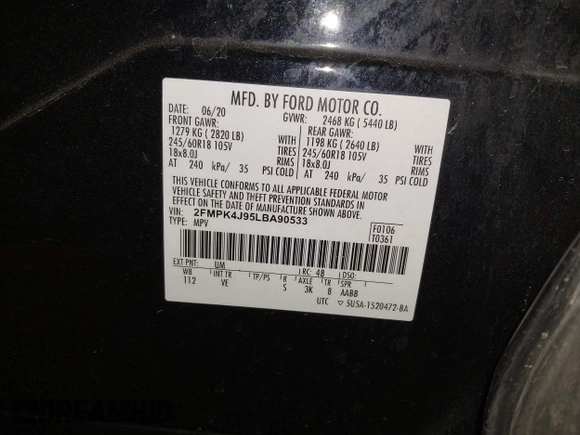 MFD. BY FORD MOTOR CO.
DATE: 06/20 GVWR: 2468 KG (5440 LB)
FRONT GAWR: REAR GAWR:
1279 KG (2820 LB) WITH 1198 KG (2640 LB) WITH
245/60R18 105V TIRES 245/60R18 105V TIRES
18x8.0J RIMS 18x8.0J RIMS
AT 240 kPa/ 35 PSI COLD AT 240 kPa/ 35 PSI COLD
THIS VEHICLE CONFORMS TO ALL APPLICABLE FEDERAL MOTOR
VEHICLE SAFETY AND THEFT PREVENTION STANDARDS IN
EFFECT ON THE DATE OF MANUFACTURE SHOWN ABOVE.
VIN: 2FMPK4J95LBA90533 F0106
TYPE: MPV T0361
EXT PNT: UM RC: 48 DSO:
WB INT TR TP/PS R AXLE TR SPR
112 VE S 3K 8 AABB
UTC ▽ 5U5A-1520472-BA
DREAMBID